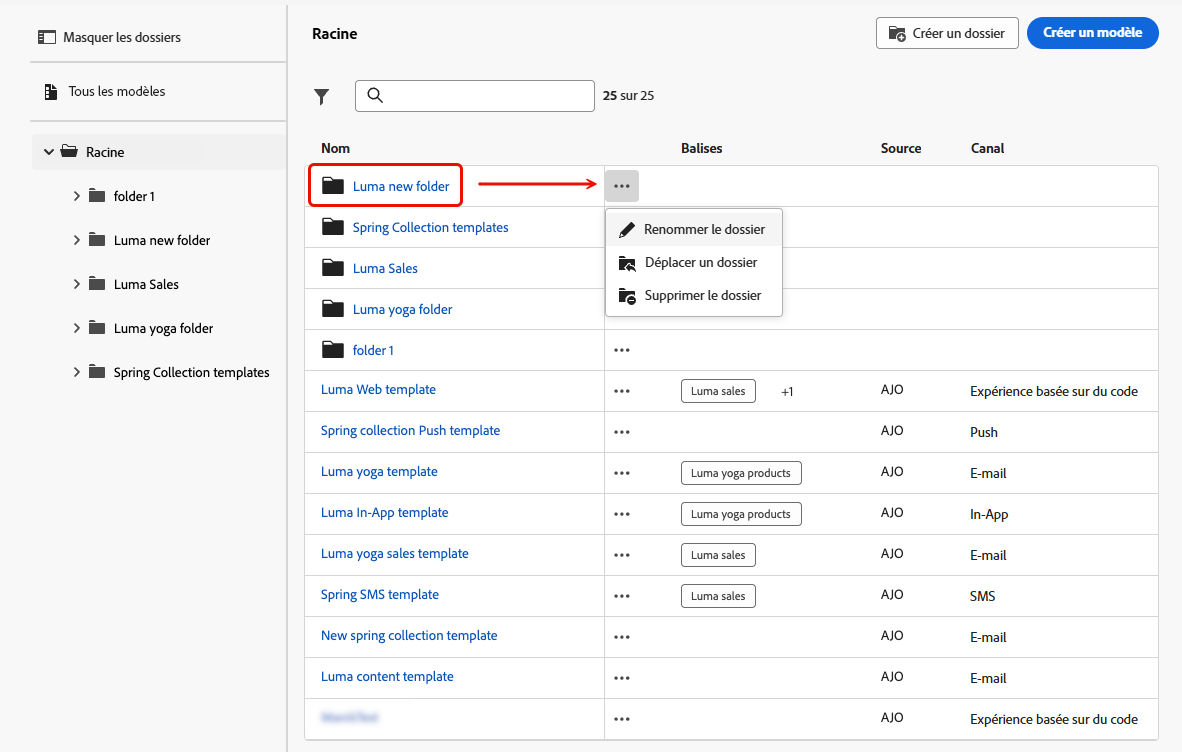 Masquer les dossiers
Tous les modèles
Racine
folder 1
Luma new folder
Luma Sales
Luma yoga folder
Spring Collection templates
Racine
Créer un dossier
Créer un modèle
25 sur 25
Nom Balises Source Canal
Luma new folder
Spring Collection templates
Luma Sales
Luma yoga folder
folder 1
Renommer le dossier
Déplacer un dossier
Supprimer le dossier
Luma Web template Luma sales +1 AJO Expérience basée sur du code
Spring collection Push template AJO Push
Luma yoga template Luma yoga products AJO E-mail
Luma In-App template Luma yoga products AJO In-App
Luma yoga sales template Luma sales AJO E-mail
Spring SMS template Luma sales AJO SMS
New spring collection template AJO E-mail
Luma content template AJO E-mail
AJO Expérience basée sur du code